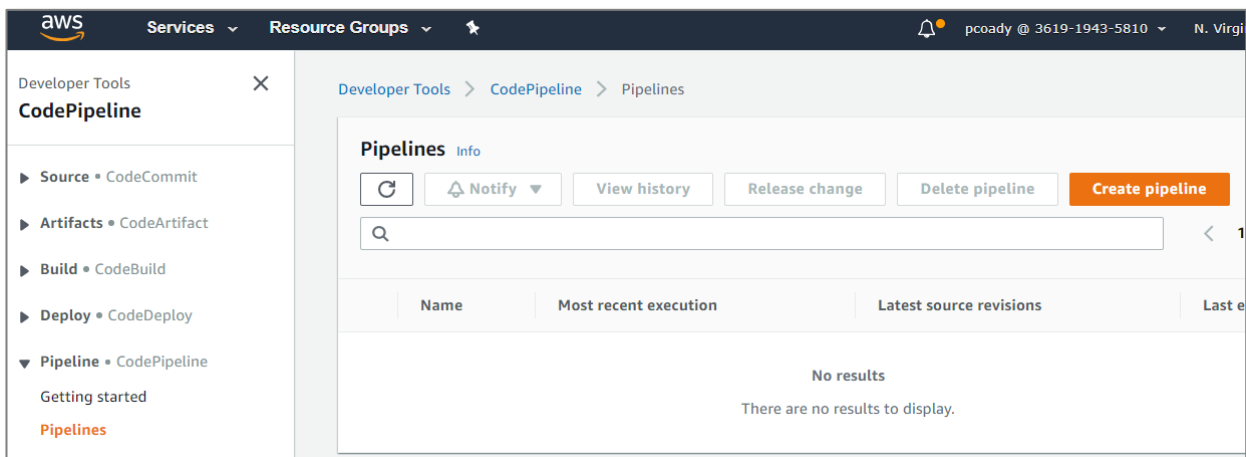 aws Services Resource Groups pcoady @ 3619-1943-5810 N. Virgi
Developer Tools
CodePipeline
Source • CodeCommit
Artifacts • CodeArtifact
Build • CodeBuild
Deploy • CodeDeploy
Pipeline • CodePipeline
Getting started
Pipelines
Developer Tools > CodePipeline > Pipelines
Pipelines Info
Notify View history Release change Delete pipeline Create pipeline
1
Name Most recent execution Latest source revisions Last e
No results
There are no results to display.